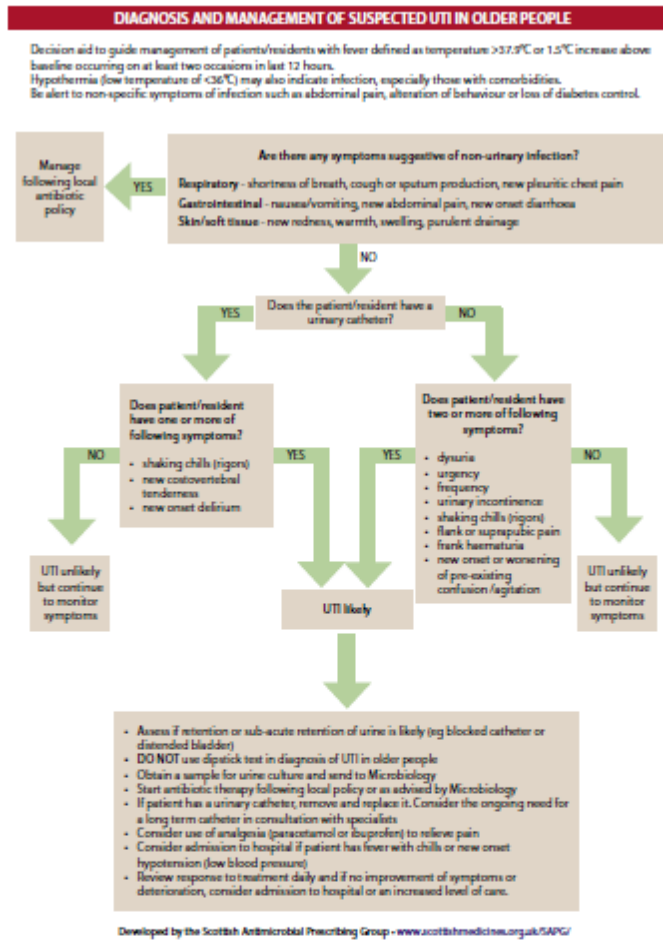 DIAGNOSIS AND MANAGEMENT OF SUSPECTED UTI IN OLDER PEOPLE
Decision aid to guide management of patients/residents with fever defined as temperature >37.9°C or 1.5°C increase above
baseline occurring on at least two occasions in last 12 hours.
Hypothermia (low temperature of <36°C) may also indicate infection, especially those with comorbidities.
Be alert to non-specific symptoms of infection such as abdominal pain, alteration of behaviour or loss of diabetes control.
Are there any symptoms suggestive of non-urinary infection?
Respiratory - shortness of breath, cough or sputum production, new pleuritic chest pain
Gastrointestinal - nausea/vomiting, new abdominal pain, new onset diarrhoea
Skin/soft tissue - new redness, warmth, swelling, purulent drainage
YES
Manage
following local
antibiotic
policy
NO
Does the patient/resident have a
urinary catheter?
YES
NO
Does patient/resident
have one or more of
following symptoms?
• shaking chills (rigors)
• new costovertebral
tenderness
• new onset delirium
Does patient/resident have
two or more of following
symptoms?
• dysuria
• urgency
• frequency
• urinary incontinence
• shaking chills (rigors)
• flank or suprapubic pain
• frank haematuria
• new onset or worsening
of pre-existing
confusion/agitation
NO
YES
YES
NO
UTI unlikely
but continue
to monitor
symptoms
UTI likely
UTI unlikely
but continue
to monitor
symptoms
• Assess if retention or sub-acute retention of urine is likely (eg blocked catheter or
distended bladder)
• DO NOT use dipstick test in diagnosis of UTI in older people
• Obtain a sample for urine culture and send to Microbiology
• Start antibiotic therapy following local policy or as advised by Microbiology
• If patient has a urinary catheter, remove and replace it. Consider the ongoing need for
a long term catheter in consultation with specialists
• Consider use of analgesia (paracetamol or ibuprofen) to relieve pain
• Consider admission to hospital if patient has fever with chills or new onset
hypotension (low blood pressure)
• Review response to treatment daily and if no improvement of symptoms or
deterioration, consider admission to hospital or an increased level of care.
Developed by the Scottish Antimicrobial Prescribing Group - www.scottishmedicines.org.uk/SAPG/